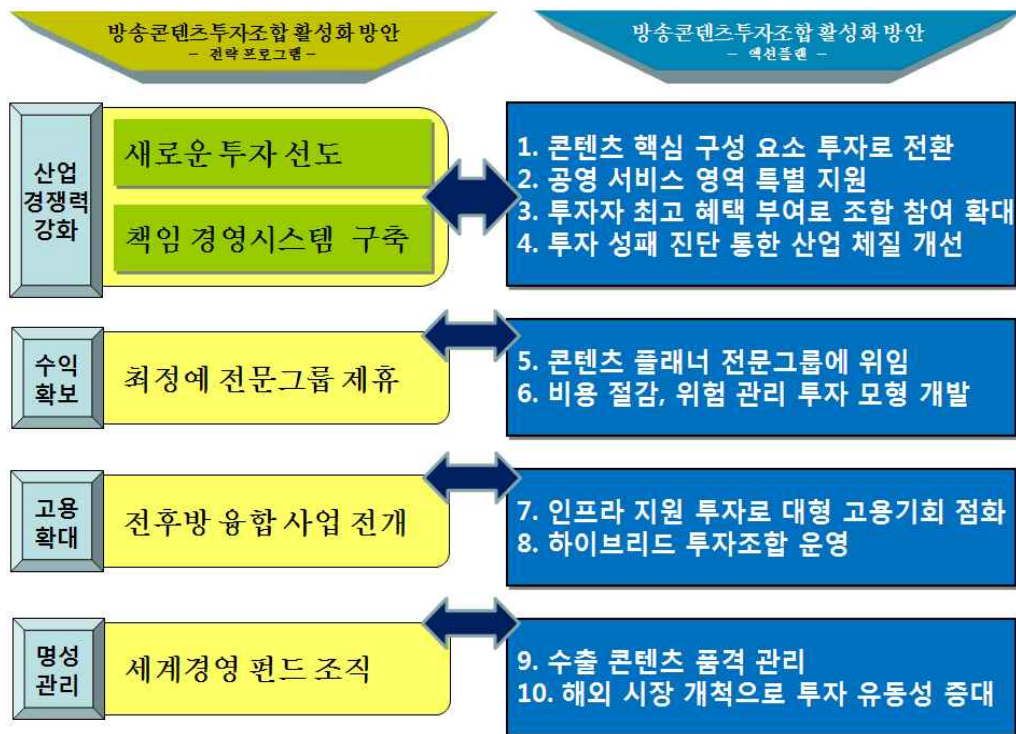 방송콘텐츠투자조합 활성화 방안
- 전략 프로그램 -
방송콘텐츠투자조합 활성화 방안
- 액션플랜 -
산업
경쟁력
강화
새로운 투자 선도
책임 경영시스템 구축
1. 콘텐츠 핵심 구성 요소 투자로 전환
2. 공영 서비스 영역 특별 지원
3. 투자자 최고 혜택 부여로 조합 참여 확대
4. 투자 성패 진단 통한 산업 체질 개선
수익
확보
최정예 전문그룹 제휴
5. 콘텐츠 플래너 전문그룹에 위임
6. 비용 절감, 위험 관리 투자 모형 개발
고용
확대
전후방 융합 사업 전개
7. 인프라 지원 투자로 대형 고용기회 점화
8. 하이브리드 투자조합 운영
명성
관리
세계경영 펀드 조직
9. 수출 콘텐츠 품격 관리
10. 해외 시장 개척으로 투자 유동성 증대